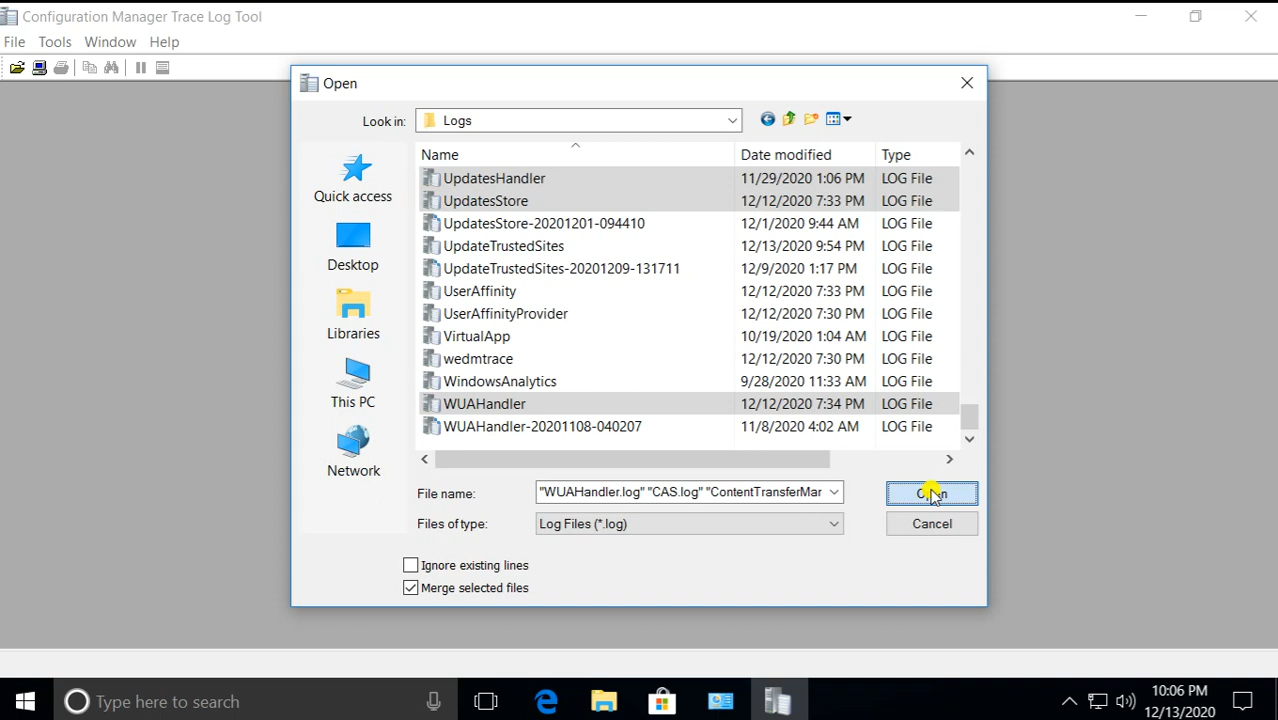 Configuration Manager Trace Log Tool
File Tools Window Help
Open
Look in: Logs
Name Date modified Type
UpdatesHandler 11/29/2020 1:06 PM LOG File
UpdatesStore 12/12/2020 7:33 PM LOG File
UpdatesStore-20201201-094410 12/1/2020 9:44 AM LOG File
UpdateTrustedSites 12/13/2020 9:54 PM LOG File
UpdateTrustedSites-20201209-131711 12/9/2020 1:17 PM LOG File
UserAffinity 12/12/2020 7:33 PM LOG File
UserAffinityProvider 12/12/2020 7:30 PM LOG File
VirtualApp 10/19/2020 1:04 AM LOG File
wedmtrace 12/12/2020 7:30 PM LOG File
WindowsAnalytics 9/28/2020 11:33 AM LOG File
WUAHandler 12/12/2020 7:34 PM LOG File
WUAHandler-20201108-040207 11/8/2020 4:02 AM LOG File
Quick access
Desktop
Libraries
This PC
Network
File name: "WUAHandler.log" "CAS.log" "ContentTransferMar Open
Files of type: Log Files (*.log) Cancel
Ignore existing lines
Merge selected files
Type here to search
10:06 PM
12/13/2020